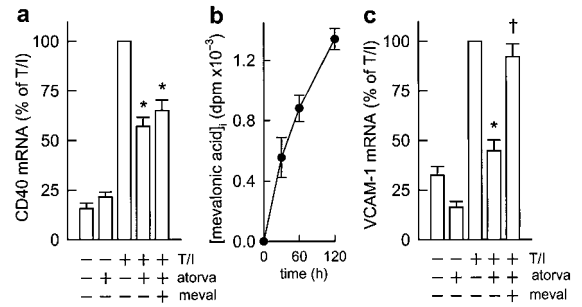 a
CD40 mRNA (% of T/I)
100
75
50
25
0
* *
– – + + + T/I
– + – + + atorva
– – – – + meval
b
[mevalonic acid]i (dpm x10−3)
1.2
0.8
0.4
0.0
0 60 120
time (h)
c
VCAM-1 mRNA (% of T/I)
100
75
50
25
0
* †
– – + + + T/I
– + – + + atorva
– – – – + meval